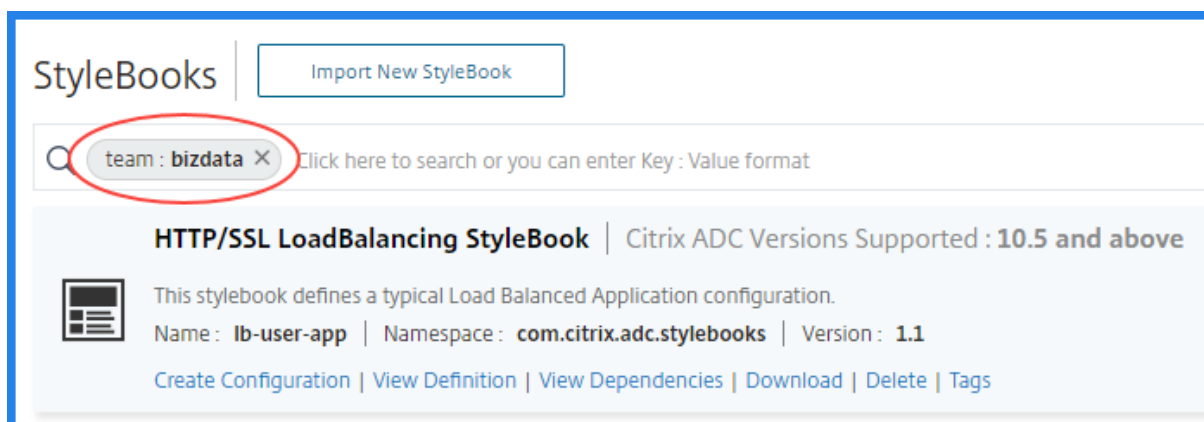 StyleBooks | Import New StyleBook
team : bizdata × Click here to search or you can enter Key : Value format
HTTP/SSL LoadBalancing StyleBook | Citrix ADC Versions Supported : 10.5 and above
This stylebook defines a typical Load Balanced Application configuration.
Name : lb-user-app | Namespace : com.citrix.adc.stylebooks | Version : 1.1
Create Configuration | View Definition | View Dependencies | Download | Delete | Tags